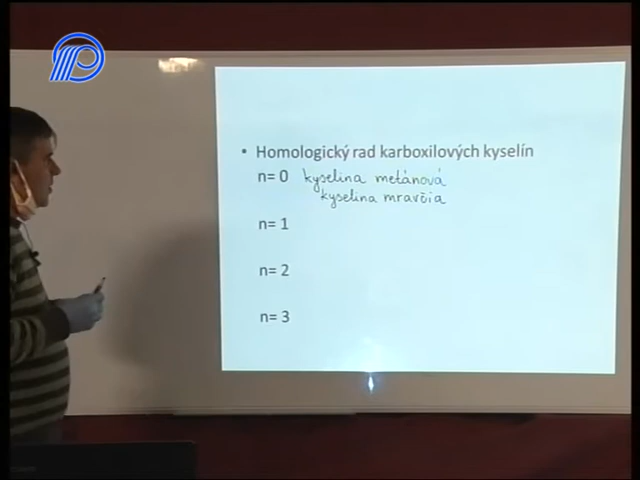 • Homologický rad karboxilových kyselín
n= 0 kyselina metánová
kyselina mravčia
n= 1
n= 2
n= 3